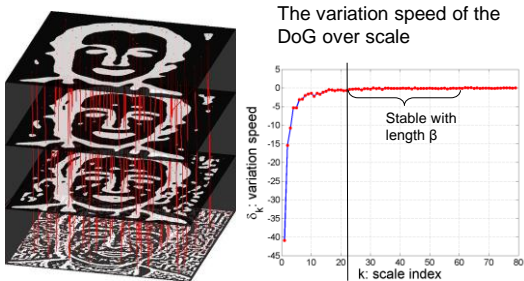 The variation speed of the
DoG over scale
5
0
-5
-10
-15
-20
-25
-30
-35
-40
-45
δk: variation speed
Stable with
length β
0 10 20 30 40 50 60 70 80
k: scale index